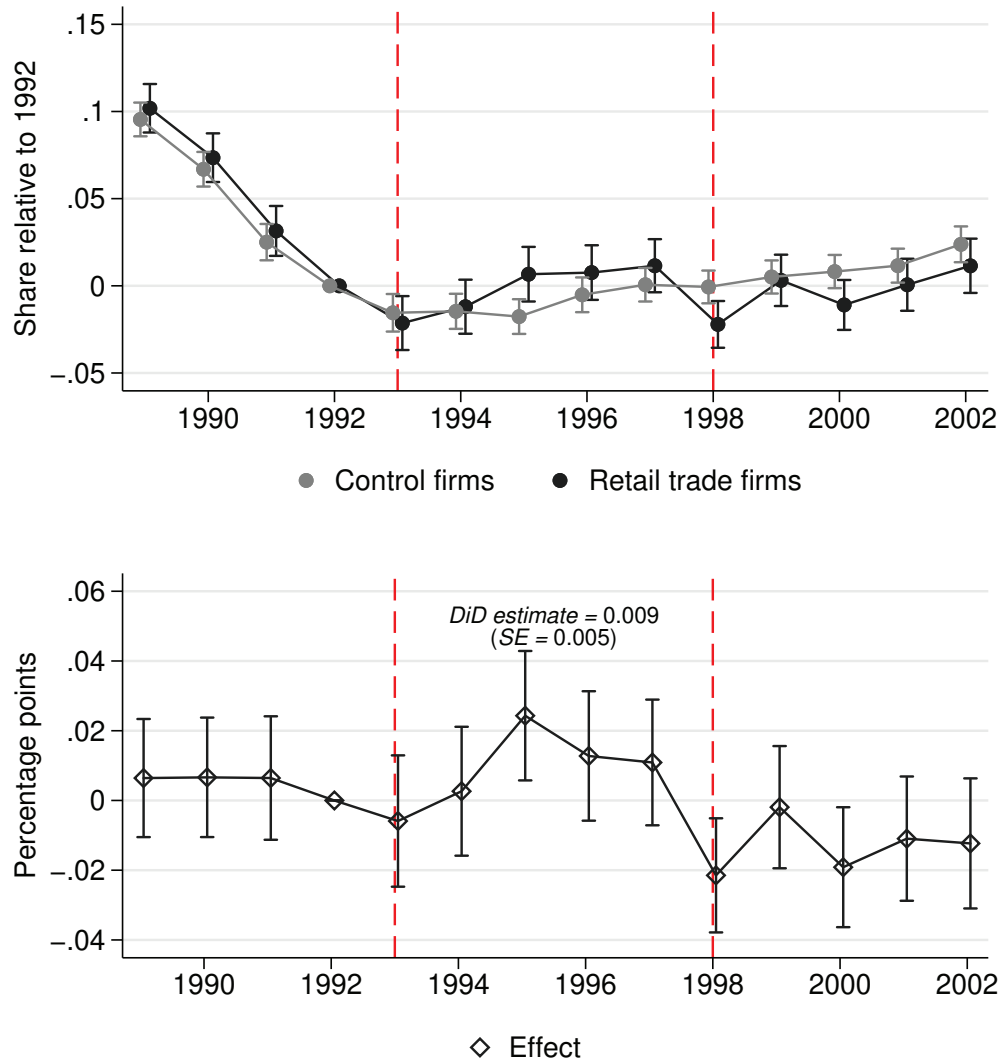 Share relative to 1992
.15
.1
.05
0
−.05
1990 1992 1994 1996 1998 2000 2002
Control firms Retail trade firms
Percentage points
.06
.04
.02
0
−.02
−.04
DiD estimate = 0.009
(SE = 0.005)
1990 1992 1994 1996 1998 2000 2002
Effect